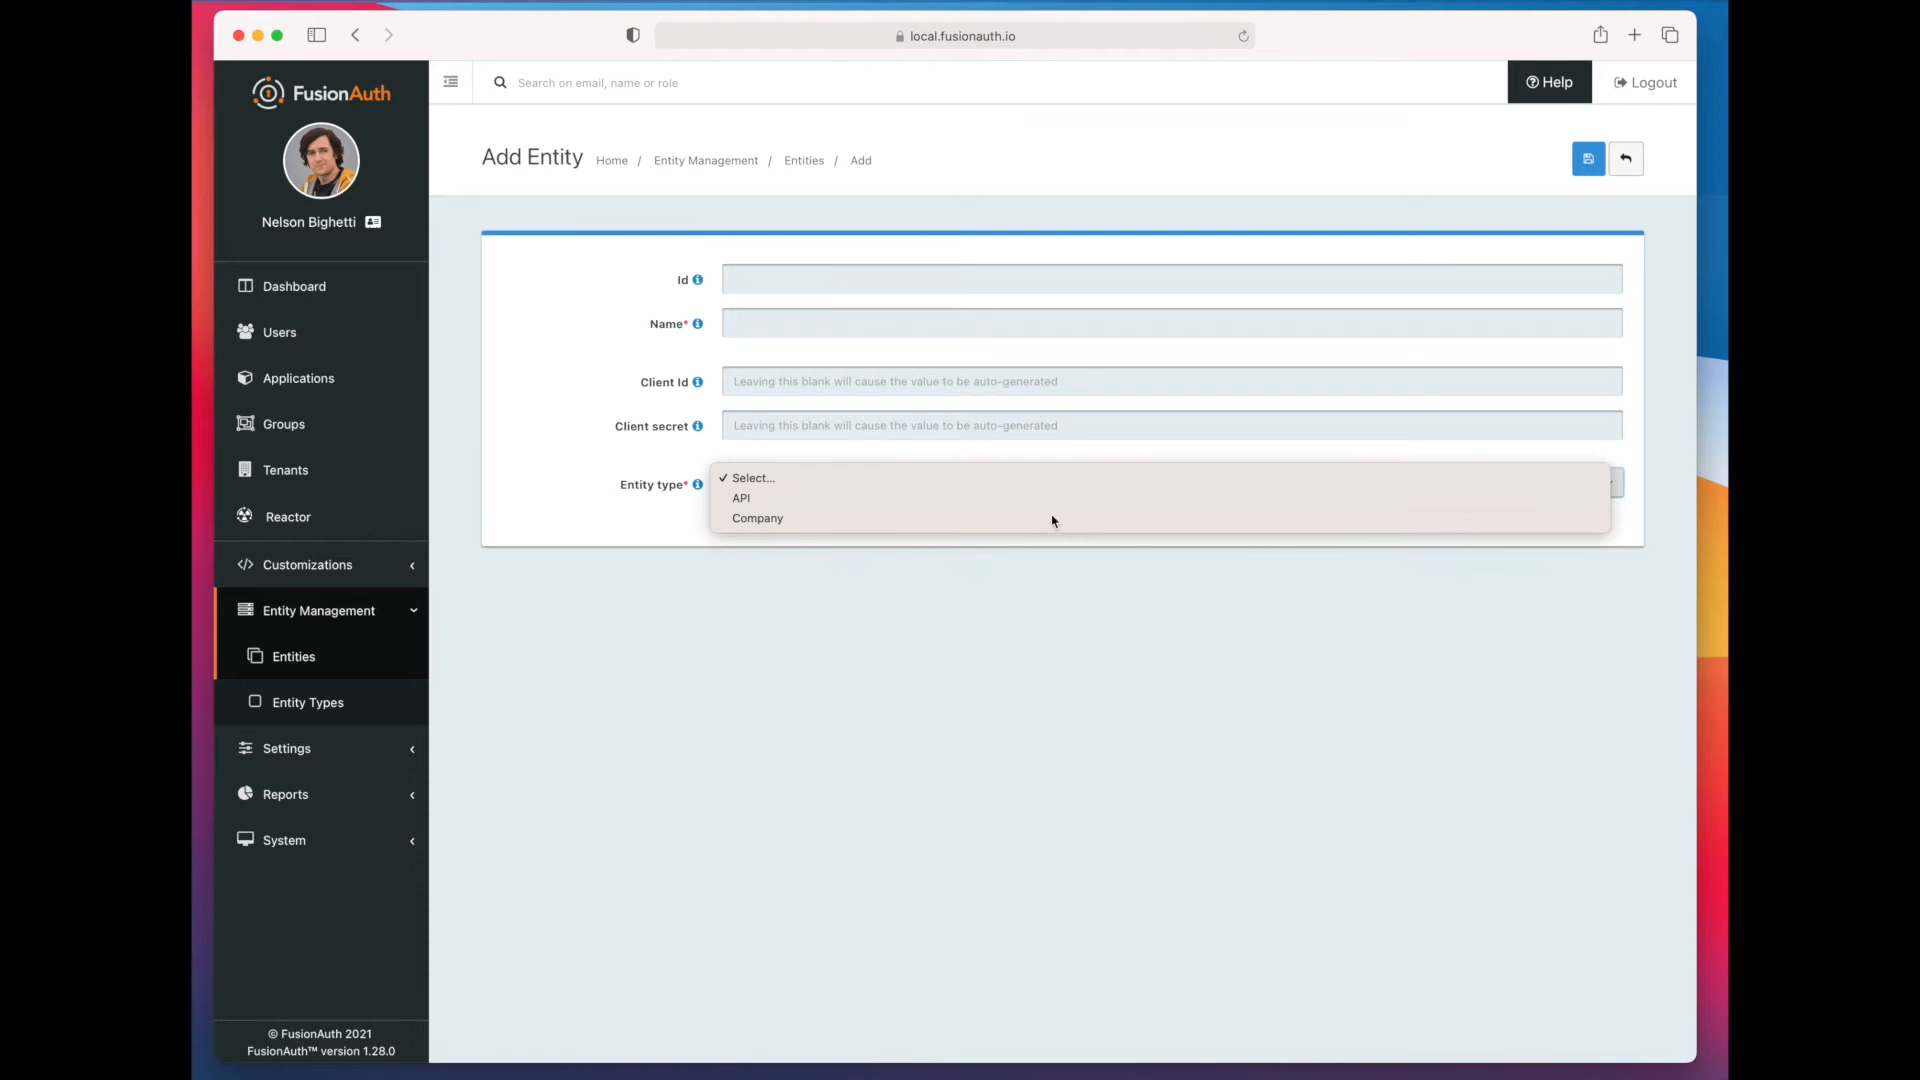 local.fusionauth.io
FusionAuth
Nelson Bighetti
Dashboard
Users
Applications
Groups
Tenants
Reactor
Customizations
Entity Management
Entities
Entity Types
Settings
Reports
System
© FusionAuth 2021
FusionAuth™ version 1.28.0
Search on email, name or role
Help
Logout
Add Entity
Home / Entity Management / Entities / Add
Id
Name*
Client Id Leaving this blank will cause the value to be auto-generated
Client secret Leaving this blank will cause the value to be auto-generated
Entity type*
✓ Select...
API
Company